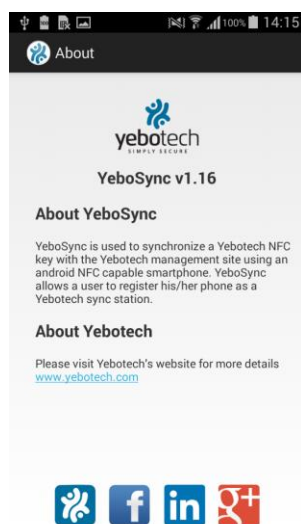 100% 14:15
About
yebotech
SIMPLY SECURE
YeboSync v1.16
About YeboSync
YeboSync is used to synchronize a Yebotech NFC
key with the Yebotech management site using an
android NFC capable smartphone. YeboSync
allows a user to register his/her phone as a
Yebotech sync station.
About Yebotech
Please visit Yebotech's website for more details
www.yebotech.com
f in g+